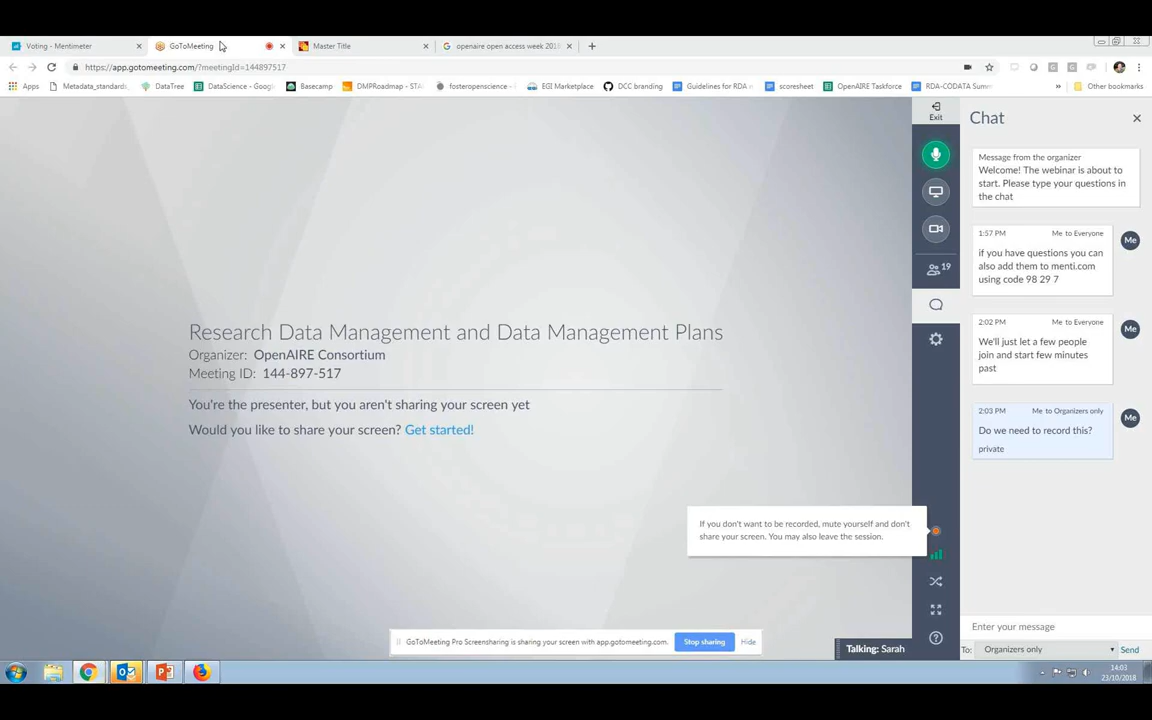 Voting - Mentimeter
GoToMeeting
Master Title
openaire open access week 2018
https://app.gotomeeting.com/?meetingId=144897517
Apps
Metadata_standards
DataTree
DataScience - Goog
Basecamp
DMPRoadmap - STA
fosteropenscience -
EGI Marketplace
DCC branding
Guidelines for RDA n
scoresheet
OpenAIRE Taskforce
RDA-CODATA Summ
Other bookmarks
Exit
Chat
Message from the organizer
Welcome! The webinar is about to
start. Please type your questions in
the chat
1:57 PM Me to Everyone
Me
if you have questions you can
also add them to menti.com
using code 98 29 7
19
2:02 PM Me to Everyone
Me
We'll just let a few people
join and start few minutes
past
2:03 PM Me to Organizers only
Me
Do we need to record this?
private
Research Data Management and Data Management Plans
Organizer: OpenAIRE Consortium
Meeting ID: 144-897-517
You're the presenter, but you aren't sharing your screen yet
Would you like to share your screen? Get started!
If you don't want to be recorded, mute yourself and don't
share your screen. You may also leave the session.
Enter your message
To: Organizers only Send
GoToMeeting Pro Screensharing is sharing your screen with app.gotomeeting.com.
Stop sharing
Hide
Talking: Sarah
14:03
23/10/2018